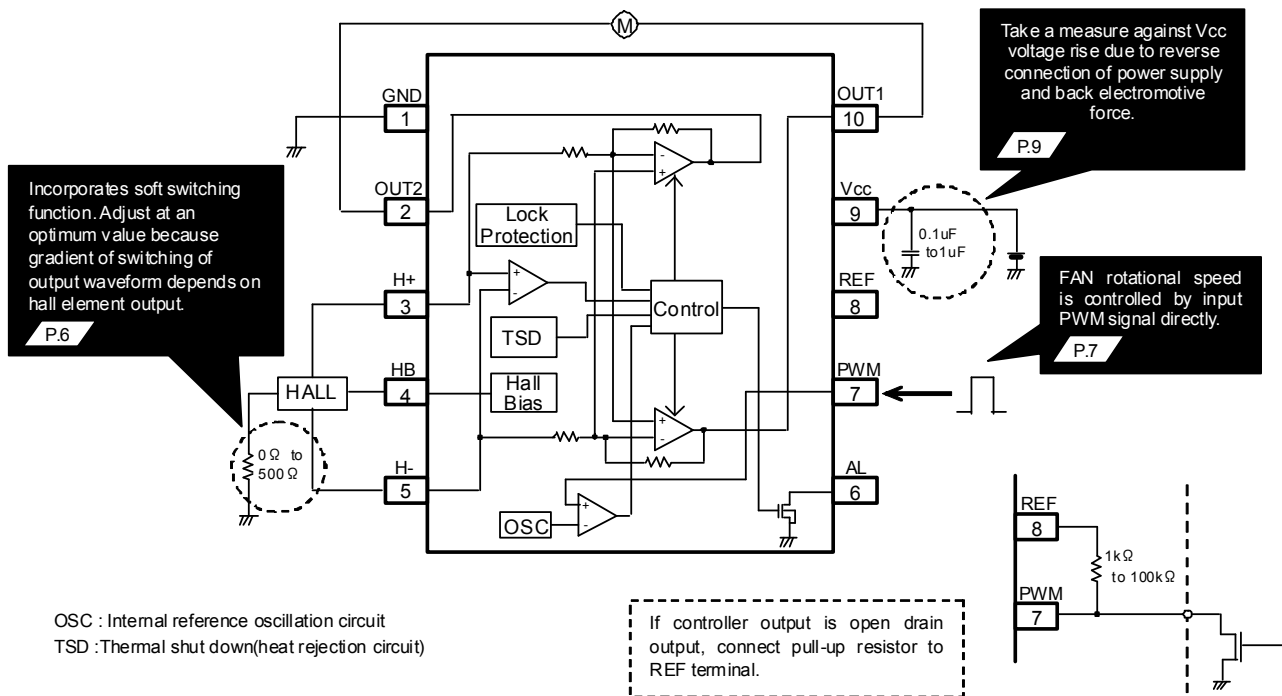 M
GND
1
OUT2
2
H+
3
HB
4
H-
5
OUT1
10
Vcc
9
REF
8
PWM
7
AL
6
Lock
Protection
TSD
Hall
Bias
Control
OSC
+
-
-
+
+
-
+
-
HALL
0Ω to
500Ω
0.1uF
to1uF
Incorporates soft switching
function. Adjust at an
optimum value because
gradient of switching of
output waveform depends on
hall element output.
P.6
Take a measure against Vcc
voltage rise due to reverse
connection of power supply
and back electromotive
force.
P.9
FAN rotational speed
is controlled by input
PWM signal directly.
P.7
REF
8
1kΩ
to 100kΩ
PWM
7
OSC : Internal reference oscillation circuit
TSD :Thermal shut down(heat rejection circuit)
If controller output is open drain
output, connect pull-up resistor to
REF terminal.